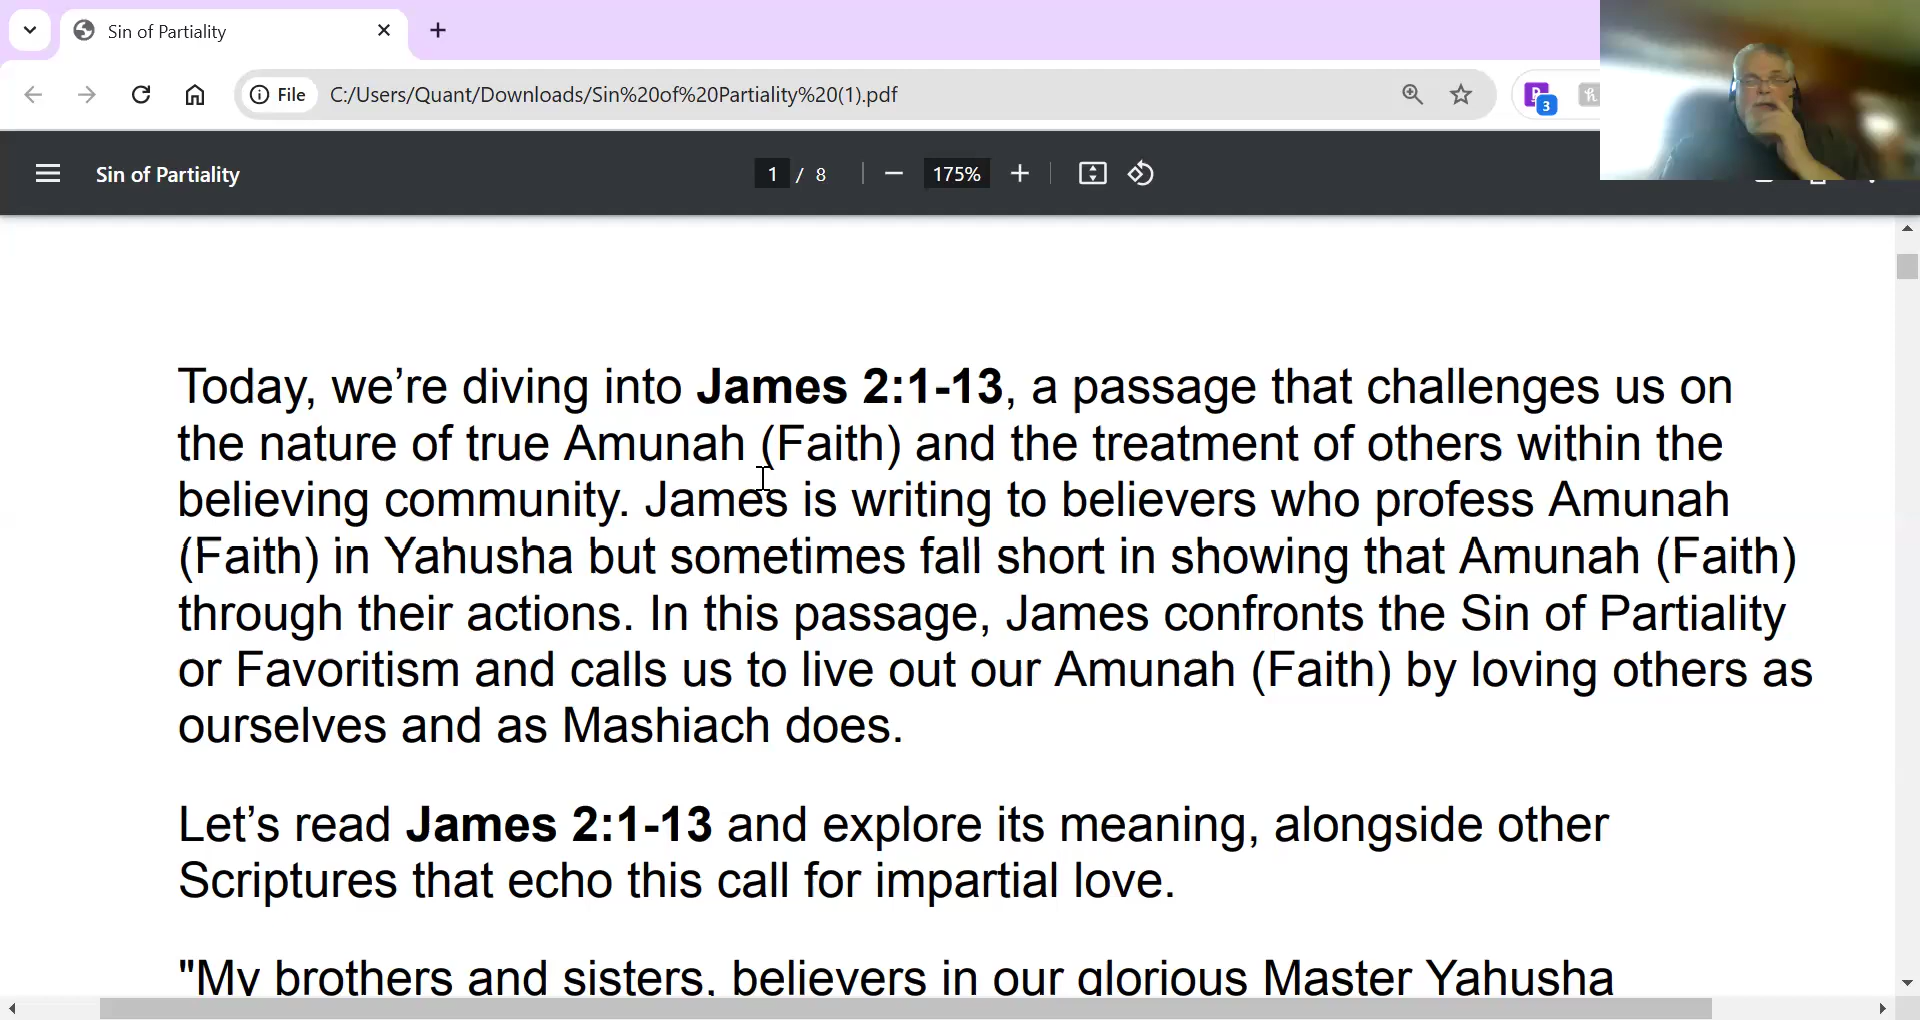 Sin of Partiality
File
C:/Users/Quant/Downloads/Sin%20of%20Partiality%20(1).pdf
3
Sin of Partiality
1 / 8
175%
Today, we’re diving into James 2:1-13, a passage that challenges us on
the nature of true Amunah (Faith) and the treatment of others within the
believing community. James is writing to believers who profess Amunah
(Faith) in Yahusha but sometimes fall short in showing that Amunah (Faith)
through their actions. In this passage, James confronts the Sin of Partiality
or Favoritism and calls us to live out our Amunah (Faith) by loving others as
ourselves and as Mashiach does.
Let’s read James 2:1-13 and explore its meaning, alongside other
Scriptures that echo this call for impartial love.
"My brothers and sisters, believers in our glorious Master Yahusha